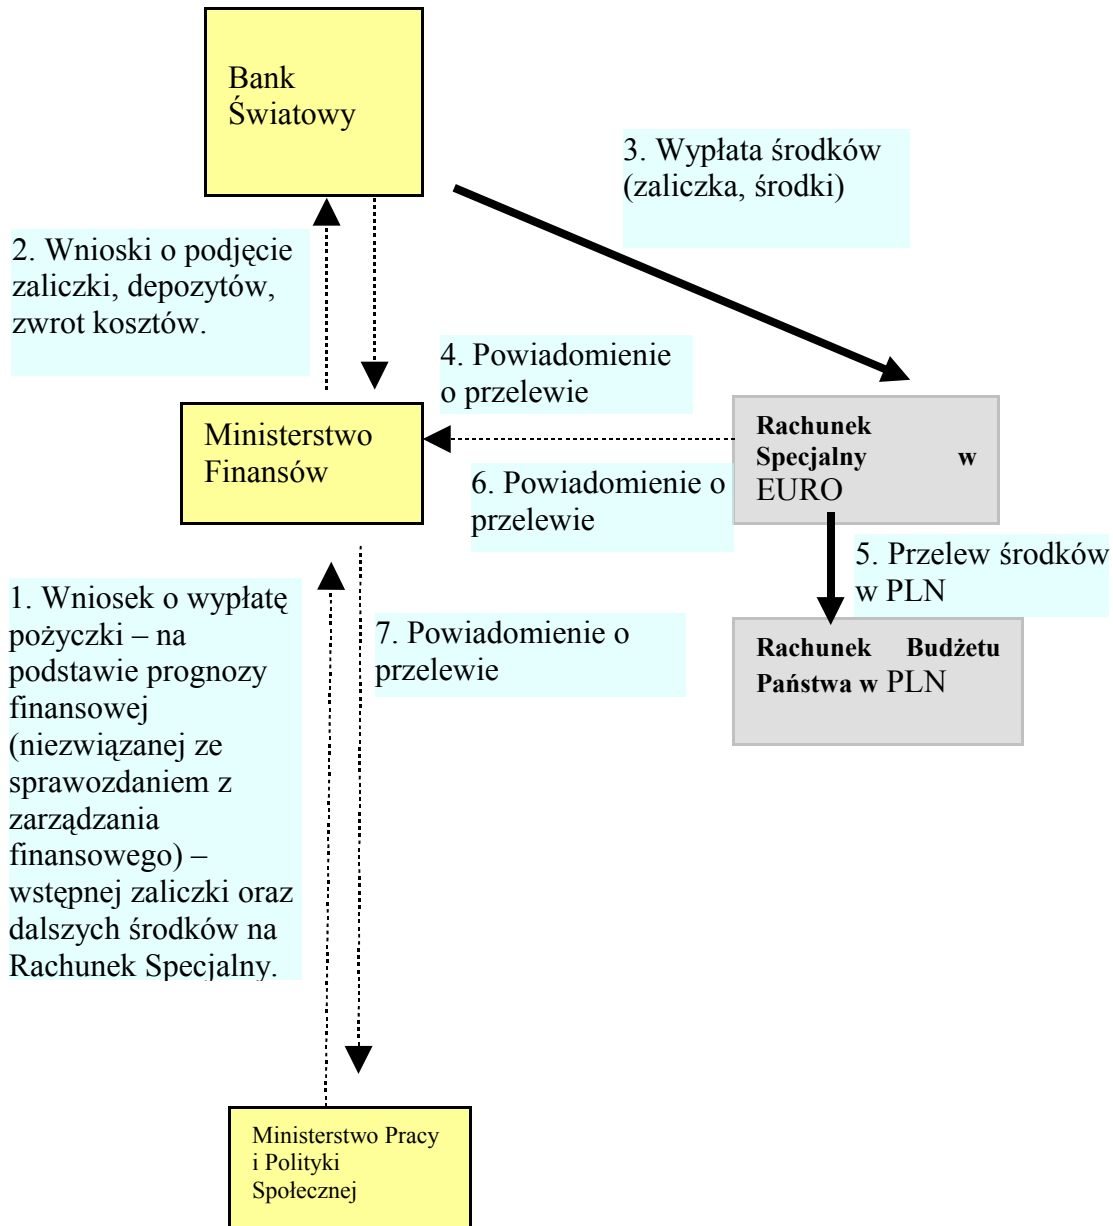 Bank
Światowy
3. Wypłata środków
(zaliczka, środki)
2. Wnioski o podjęcie
zaliczki, depozytów,
zwrot kosztów.
4. Powiadomienie
o przelewie
Ministerstwo
Finansów
Rachunek
Specjalny w
EURO
6. Powiadomienie o
przelewie
5. Przelew środków
w PLN
1. Wniosek o wypłatę
pożyczki – na
podstawie prognozy
finansowej
(niezwiązanej ze
sprawozdaniem z
zarządzania
finansowego) –
wstępnej zaliczki oraz
dalszych środków na
Rachunek Specjalny.
7. Powiadomienie o
przelewie
Rachunek Budżetu
Państwa w PLN
Ministerstwo Pracy
i Polityki
Społecznej